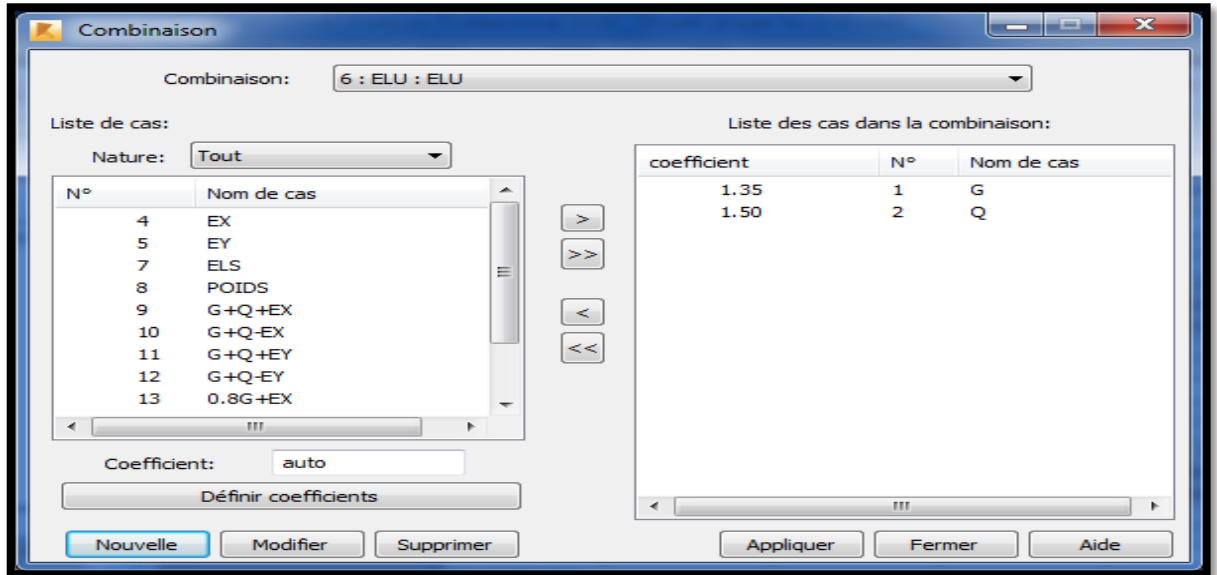 Combinaison
Combinaison: 6 : ELU : ELU
Liste de cas:
Nature: Tout
N° Nom de cas
4 EX
5 EY
7 ELS
8 POIDS
9 G+Q+EX
10 G+Q-EX
11 G+Q+EY
12 G+Q-EY
13 0.8G+EX
Coefficient: auto
Définir coefficients
Nouvelle Modifier Supprimer
>
>>
<
<<
Liste des cas dans la combinaison:
coefficient N° Nom de cas
1.35 1 G
1.50 2 Q
Appliquer Fermer Aide